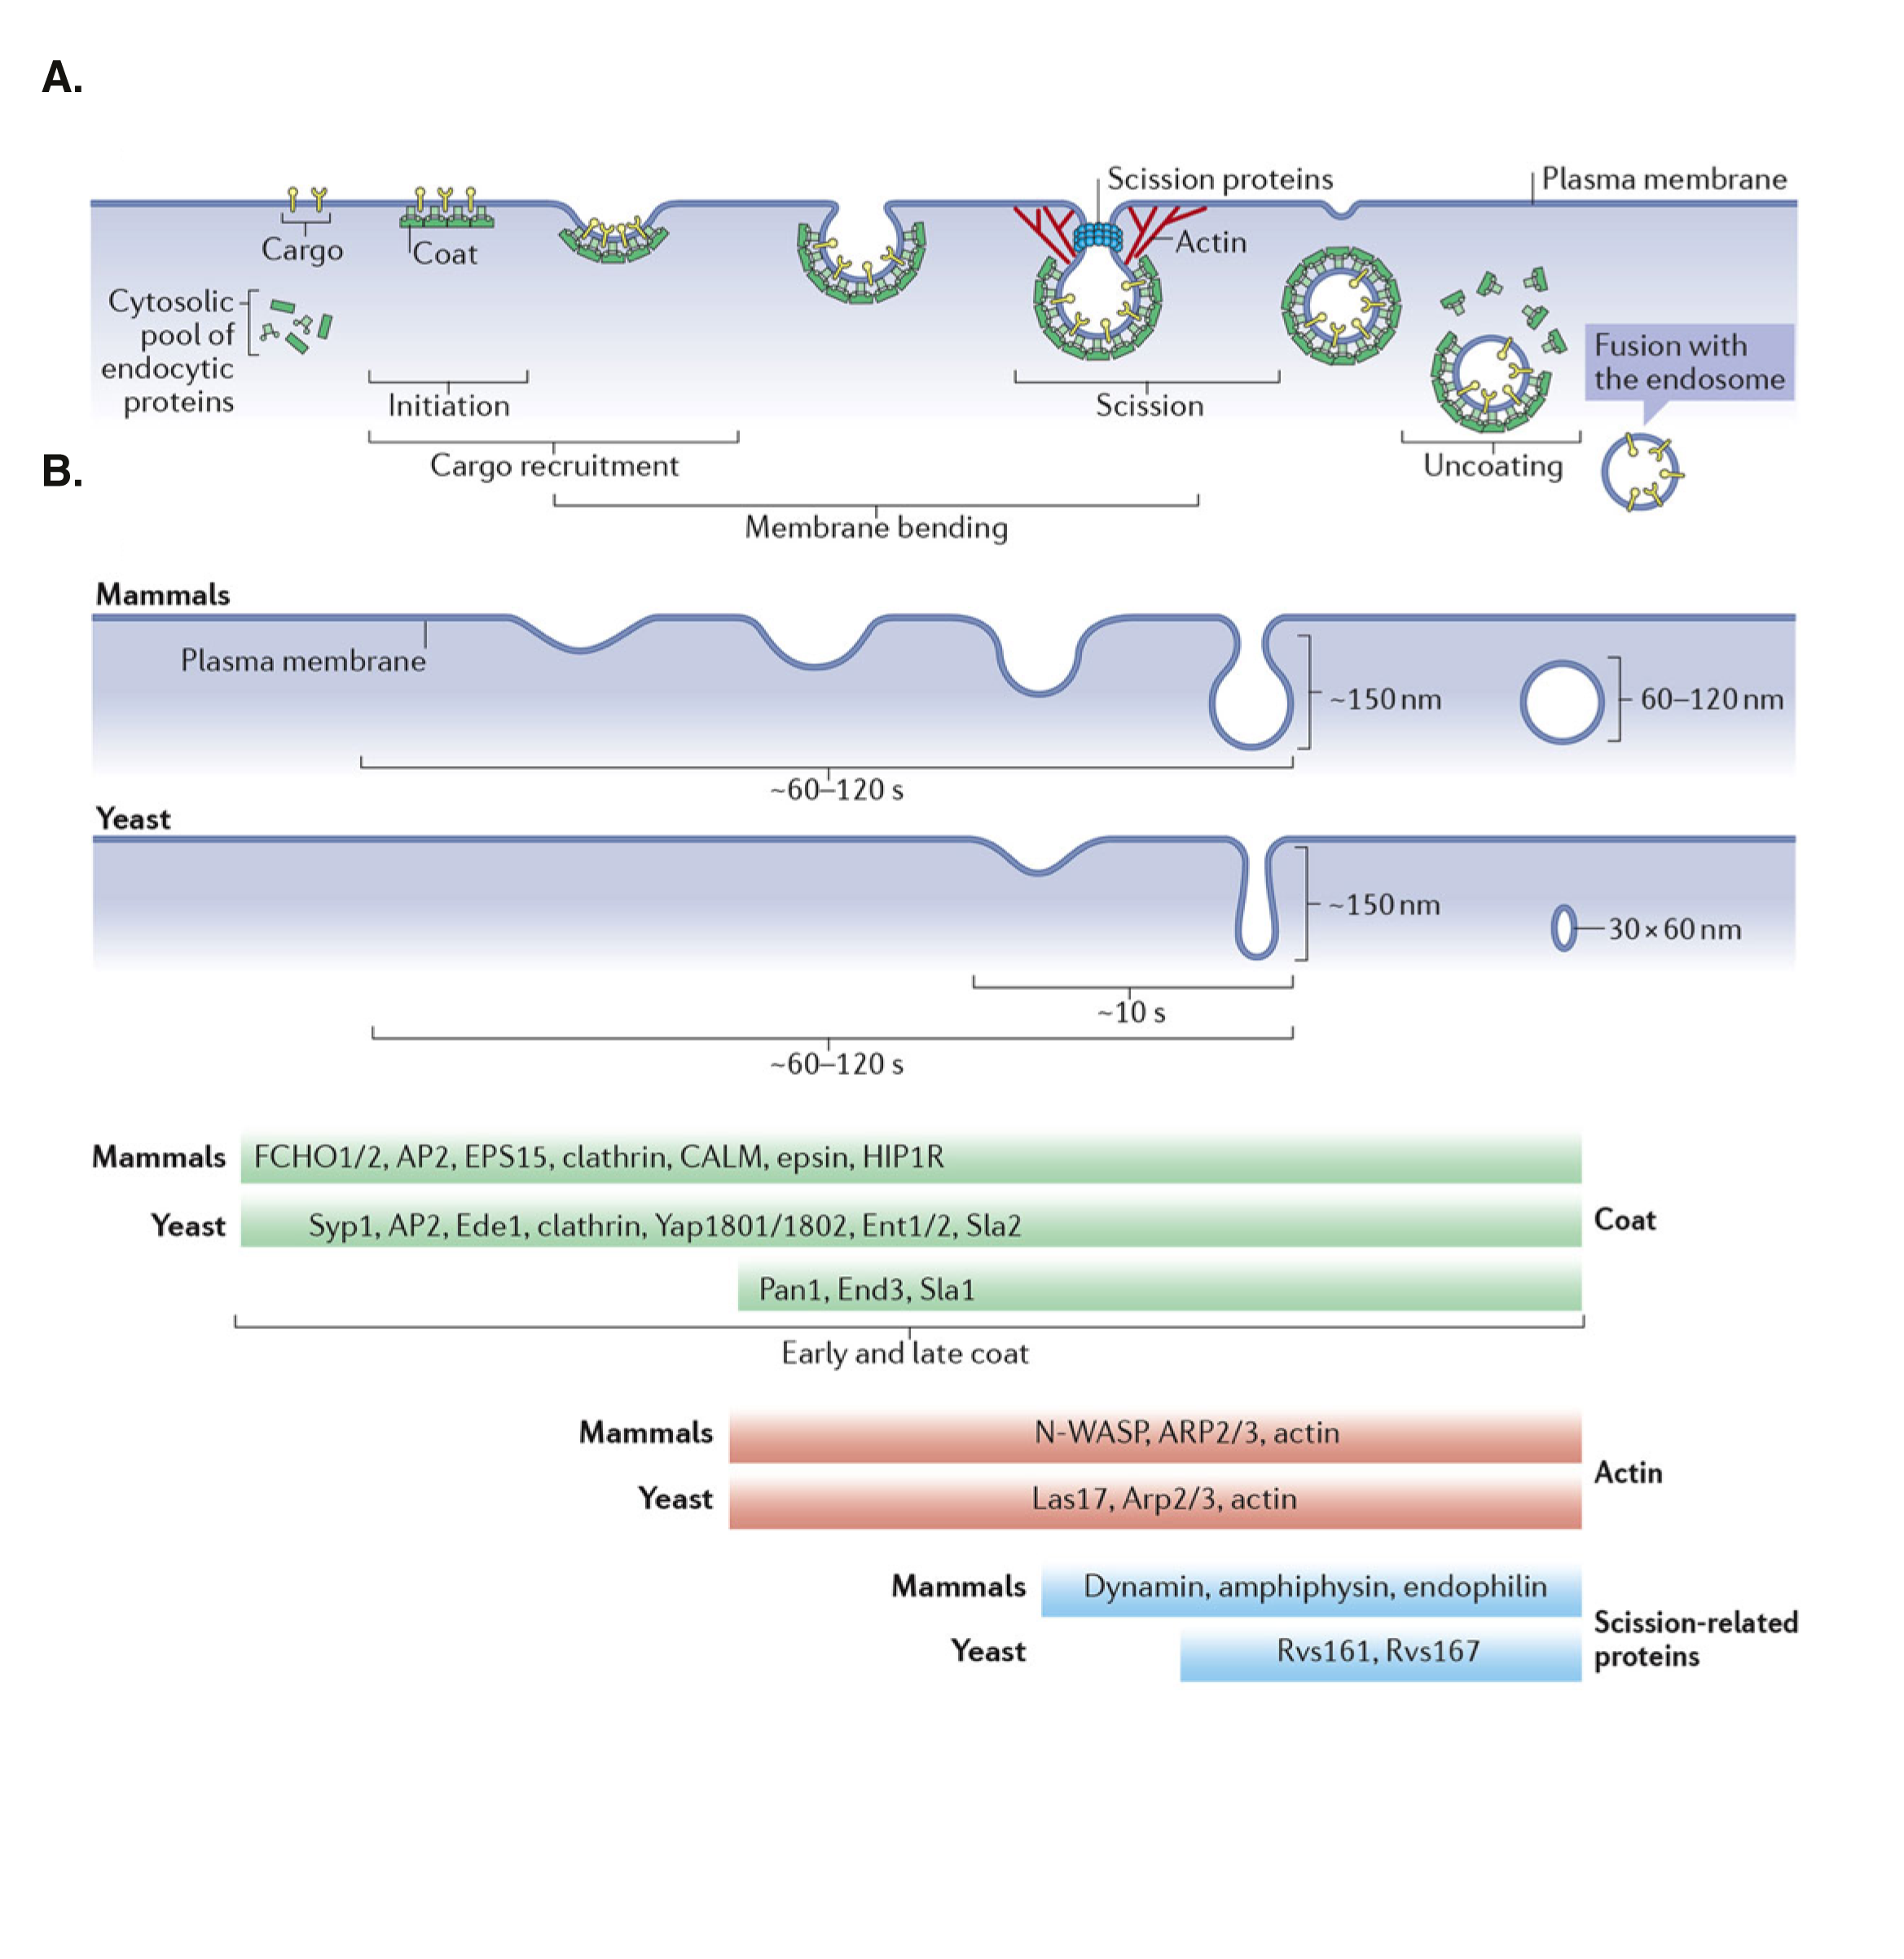 A.
Scission proteins
Plasma membrane
Cargo
Coat
Actin
Cytosolic
pool of
endocytic
proteins
Fusion with
the endosome
Initiation
Scission
Cargo recruitment
Uncoating
B.
Membrane bending
Mammals
Plasma membrane
~150 nm
60–120 nm
~60–120 s
Yeast
~150 nm
30 × 60 nm
~10 s
~60–120 s
Mammals
FCHO1/2, AP2, EPS15, clathrin, CALM, epsin, HIP1R
Yeast
Syp1, AP2, Ede1, clathrin, Yap1801/1802, Ent1/2, Sla2
Coat
Pan1, End3, Sla1
Early and late coat
Mammals
N-WASP, ARP2/3, actin
Actin
Yeast
Las17, Arp2/3, actin
Mammals
Dynamin, amphiphysin, endophilin
Scission-related
proteins
Yeast
Rvs161, Rvs167